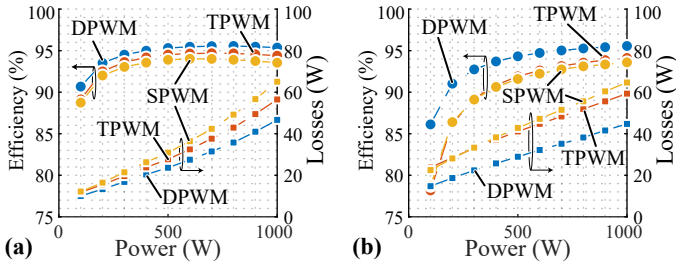 100
95
90
85
80
75
Efficiency (%)
DPWM
TPWM
SPWM
TPWM
DPWM
100
80
60
40
20
0
Losses (W)
0
500
1000
Power (W)
(a)
100
95
90
85
80
75
Efficiency (%)
DPWM
TPWM
SPWM
TPWM
DPWM
100
80
60
40
20
0
Losses (W)
0
500
1000
Power (W)
(b)